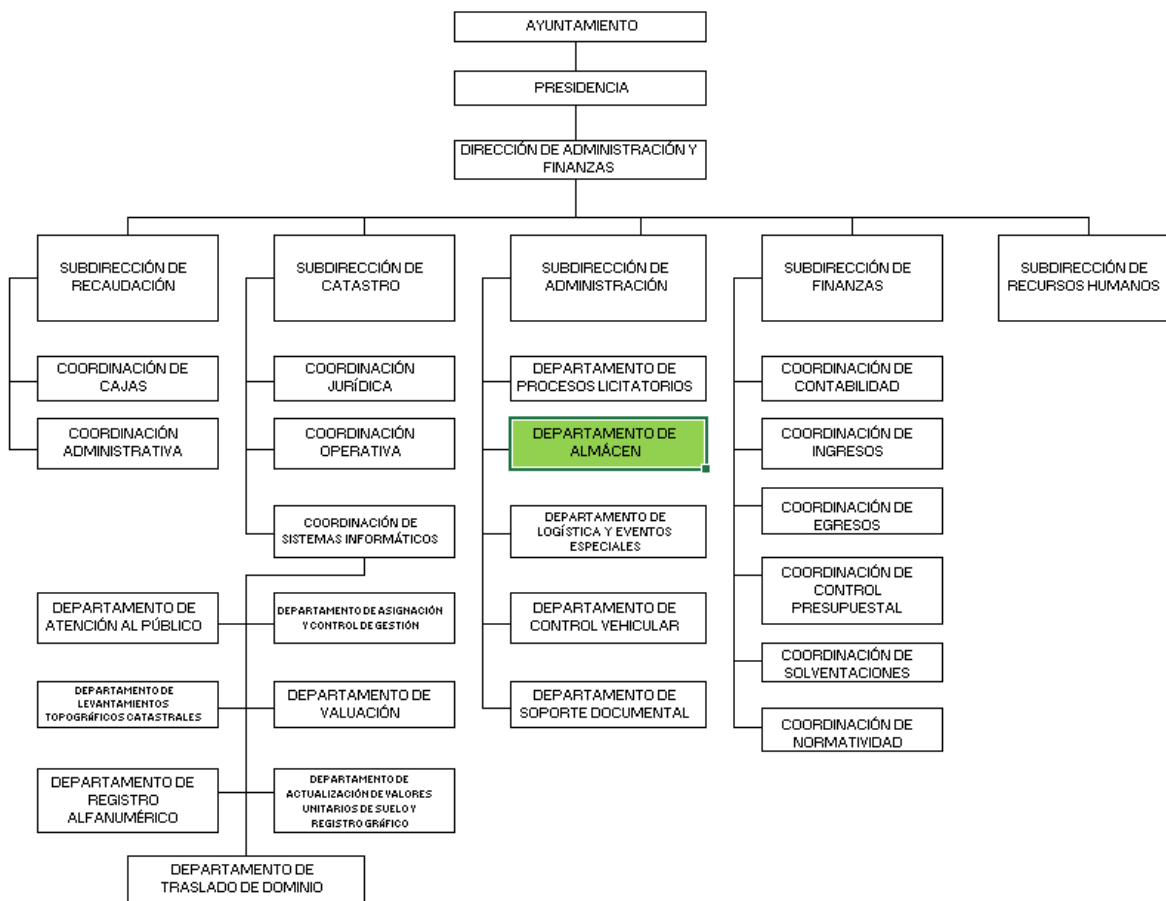 AYUNTAMIENTO
PRESIDENCIA
DIRECCIÓN DE ADMINISTRACIÓN Y
FINANZAS
SUBDIRECCIÓN DE
RECAUDACIÓN
SUBDIRECCIÓN DE
CATASTRO
SUBDIRECCIÓN DE
ADMINISTRACIÓN
SUBDIRECCIÓN DE
FINANZAS
SUBDIRECCIÓN DE
RECURSOS HUMANOS
COORDINACIÓN DE
CAJAS
COORDINACIÓN
JURÍDICA
DEPARTAMENTO DE
PROCESOS LICITATORIOS
COORDINACIÓN DE
CONTABILIDAD
COORDINACIÓN
ADMINISTRATIVA
COORDINACIÓN
OPERATIVA
DEPARTAMENTO DE
ALMÁCEN
COORDINACIÓN DE
INGRESOS
COORDINACIÓN DE
SISTEMAS INFORMÁTICOS
DEPARTAMENTO DE
LOGÍSTICA Y EVENTOS
ESPECIALES
COORDINACIÓN DE
EGRESOS
DEPARTAMENTO DE
ATENCIÓN AL PÚBLICO
DEPARTAMENTO DE ASIGNACIÓN
Y CONTROL DE GESTIÓN
DEPARTAMENTO DE
CONTROL VEHICULAR
COORDINACIÓN DE
CONTROL
PRESUPUESTAL
DEPARTAMENTO DE
LEVANTAMIENTOS
TOPOGRÁFICOS CATASTRALES
DEPARTAMENTO DE
VALUACIÓN
DEPARTAMENTO DE
SOPORTE DOCUMENTAL
COORDINACIÓN DE
SOLVENTACIONES
COORDINACIÓN DE
NORMATIVIDAD
DEPARTAMENTO DE
REGISTRO
ALFANUMÉRICO
DEPARTAMENTO DE
ACTUALIZACIÓN DE VALORES
UNITARIOS DE SUELO Y
REGISTRO GRÁFICO
DEPARTAMENTO DE
TRASLADO DE DOMINIO